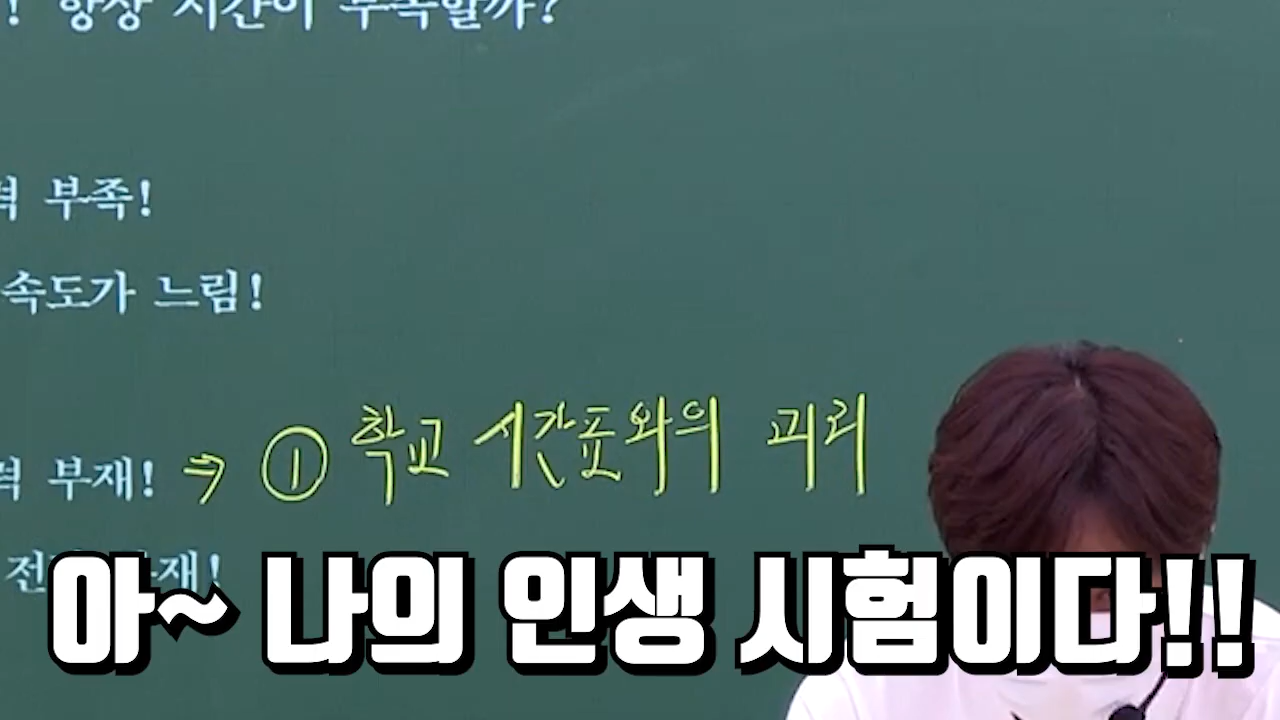 ! 항상 시간이 부족할까?
부족!
속도가 느림!
부재! ⇒ ① 학교 시간표와의 괴리
재!
아~ 나의 인생 시험이다!!